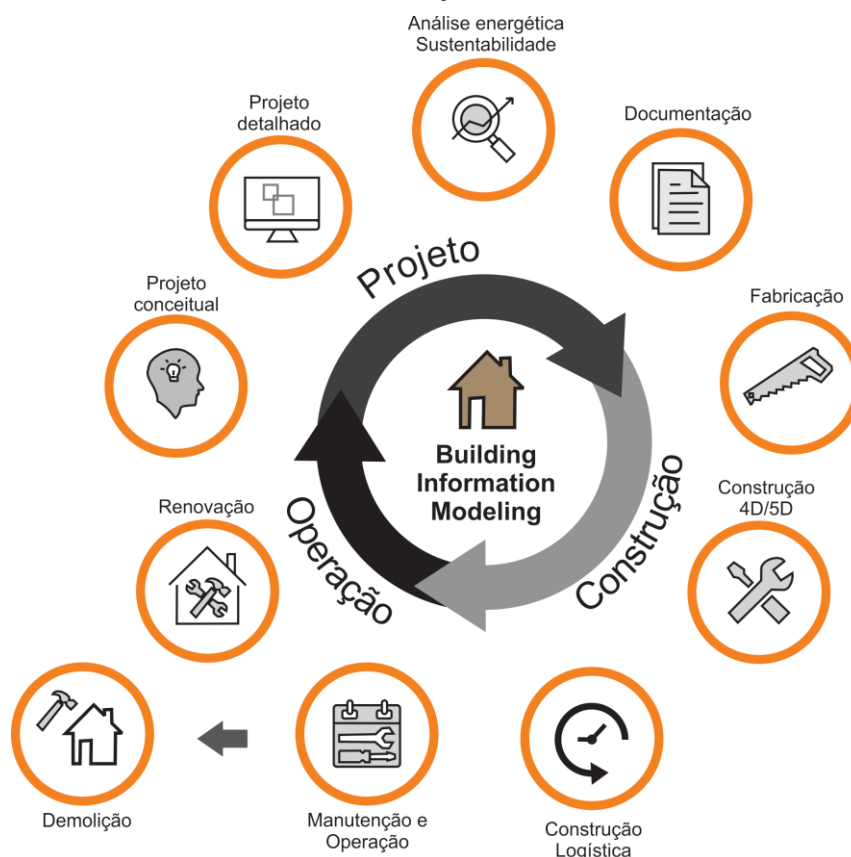 Análise energética
Sustentabilidade
Projeto
detalhado
Documentação
Projeto
Projeto
conceitual
Fabricação
Building
Information
Modeling
Construção
4D/5D
Construção
Renovação
Operação
Demolição
Manutenção e
Operação
Construção
Logística